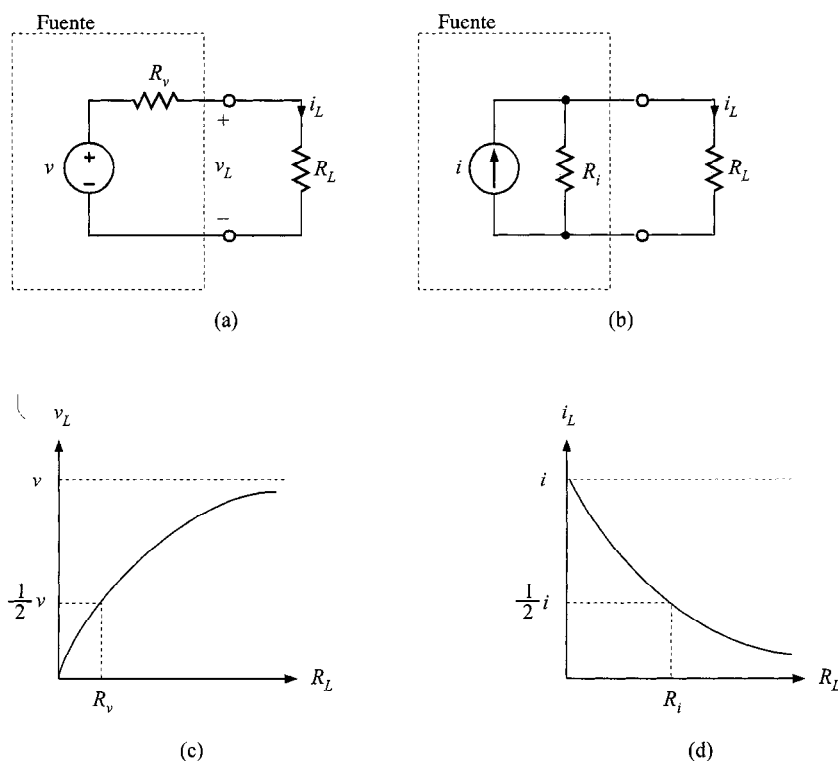 Fuente
R_v
+
i_L
v
+
−
v_L
R_L
−
(a)
Fuente
i_L
i
R_i
R_L
(b)
v_L
v
1/2 v
R_v
R_L
(c)
i_L
i
1/2 i
R_i
R_L
(d)